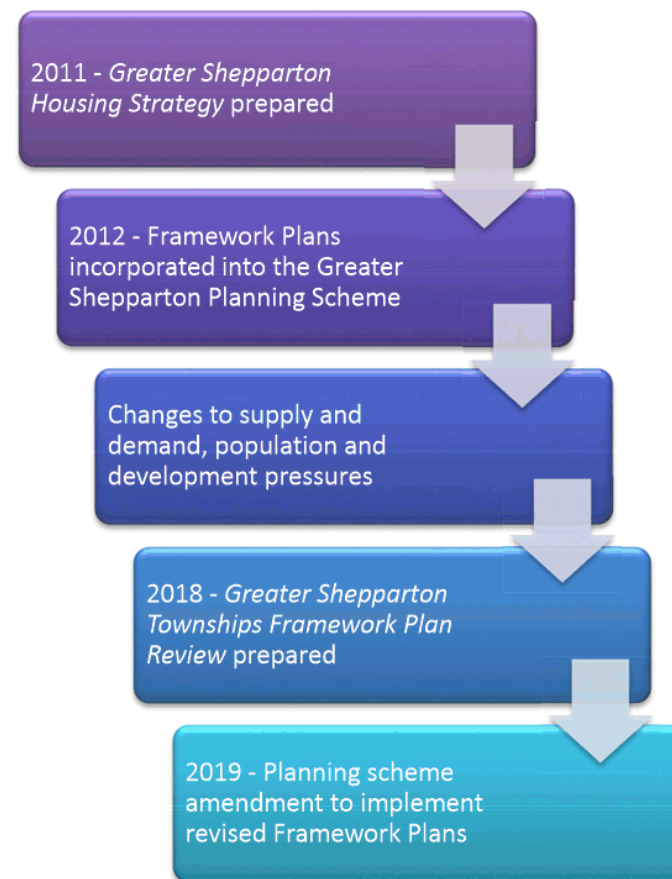 2011 - Greater Shepparton
Housing Strategy prepared
2012 - Framework Plans
incorporated into the Greater
Shepparton Planning Scheme
Changes to supply and
demand, population and
development pressures
2018 - Greater Shepparton
Townships Framework Plan
Review prepared
2019 - Planning scheme
amendment to implement
revised Framework Plans